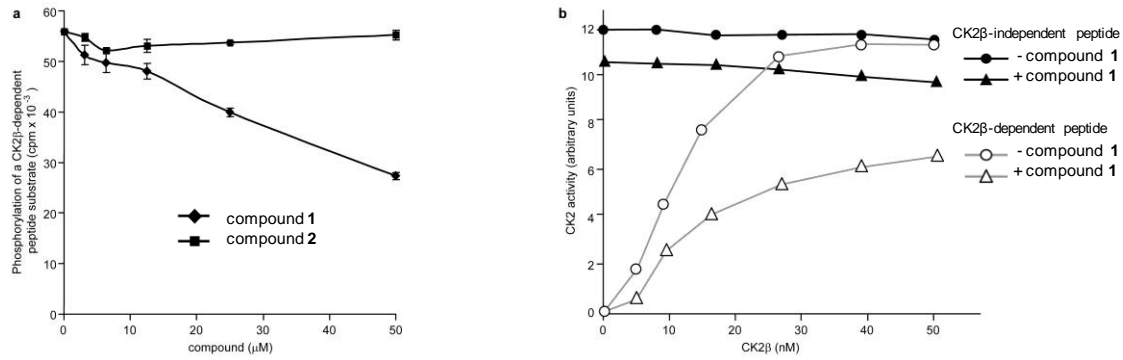 a
Phosphorylation of a CK2β-dependent
peptide substrate (cpm x 10⁻³)
60
50
40
30
20
10
0
compound 1
compound 2
0 10 20 30 40 50
compound (μM)
b
CK2 activity (arbitrary units)
12
10
8
6
4
2
0
0 10 20 30 40 50
CK2β (nM)
CK2β-independent peptide
- compound 1
+ compound 1
CK2β-dependent peptide
- compound 1
+ compound 1